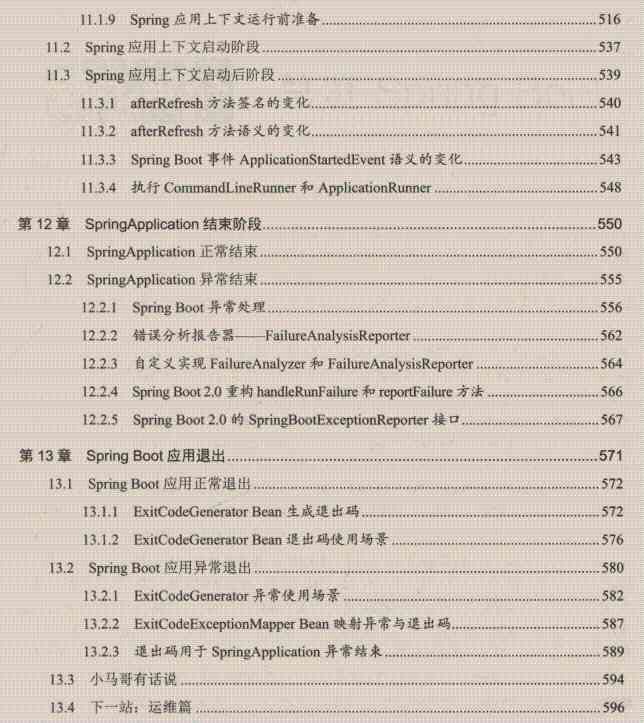 11.1.9 Spring 应用上下文运行前准备 516
11.2 Spring 应用上下文启动阶段 537
11.3 Spring 应用上下文启动后阶段 539
11.3.1 afterRefresh 方法签名的变化 540
11.3.2 afterRefresh 方法语义的变化 541
11.3.3 Spring Boot 事件 ApplicationStartedEvent 语义的变化 543
11.3.4 执行 CommandLineRunner 和 ApplicationRunner 548
第 12 章 SpringApplication 结束阶段 550
12.1 SpringApplication 正常结束 550
12.2 SpringApplication 异常结束 555
12.2.1 Spring Boot 异常处理 556
12.2.2 错误分析报告器——FailureAnalysisReporter 562
12.2.3 自定义实现 FailureAnalyzer 和 FailureAnalysisReporter 564
12.2.4 Spring Boot 2.0 重构 handleRunFailure 和 reportFailure 方法 566
12.2.5 Spring Boot 2.0 的 SpringBootExceptionReporter 接口 567
第 13 章 Spring Boot 应用退出 571
13.1 Spring Boot 应用正常退出 572
13.1.1 ExitCodeGenerator Bean 生成退出码 572
13.1.2 ExitCodeGenerator Bean 退出码使用场景 576
13.2 Spring Boot 应用异常退出 580
13.2.1 ExitCodeGenerator 异常使用场景 582
13.2.2 ExitCodeExceptionMapper Bean 映射异常与退出码 587
13.2.3 退出码用于 SpringApplication 异常结束 589
13.3 小马哥有话说 594
13.4 下一站：运维篇 596